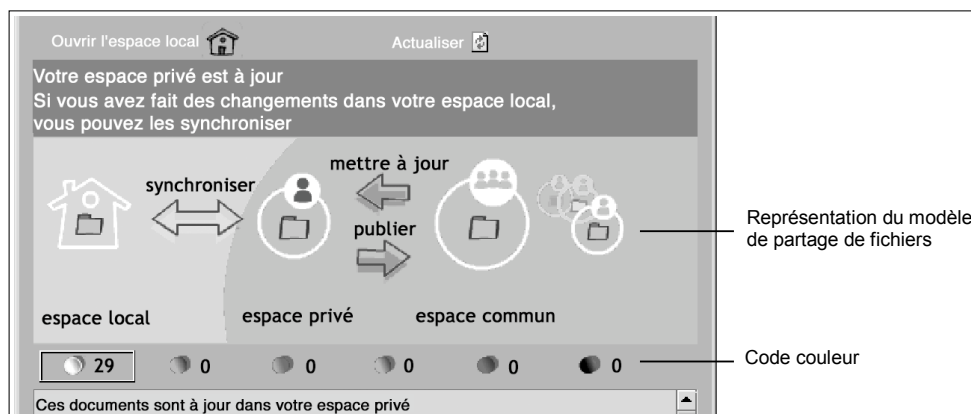 Ouvrir l'espace local
Actualiser
Votre espace privé est à jour
Si vous avez fait des changements dans votre espace local,
vous pouvez les synchroniser
mettre à jour
synchroniser
publier
Représentation du modèle
de partage de fichiers
espace local
espace privé
espace commun
29
0
0
0
0
0
Code couleur
Ces documents sont à jour dans votre espace privé